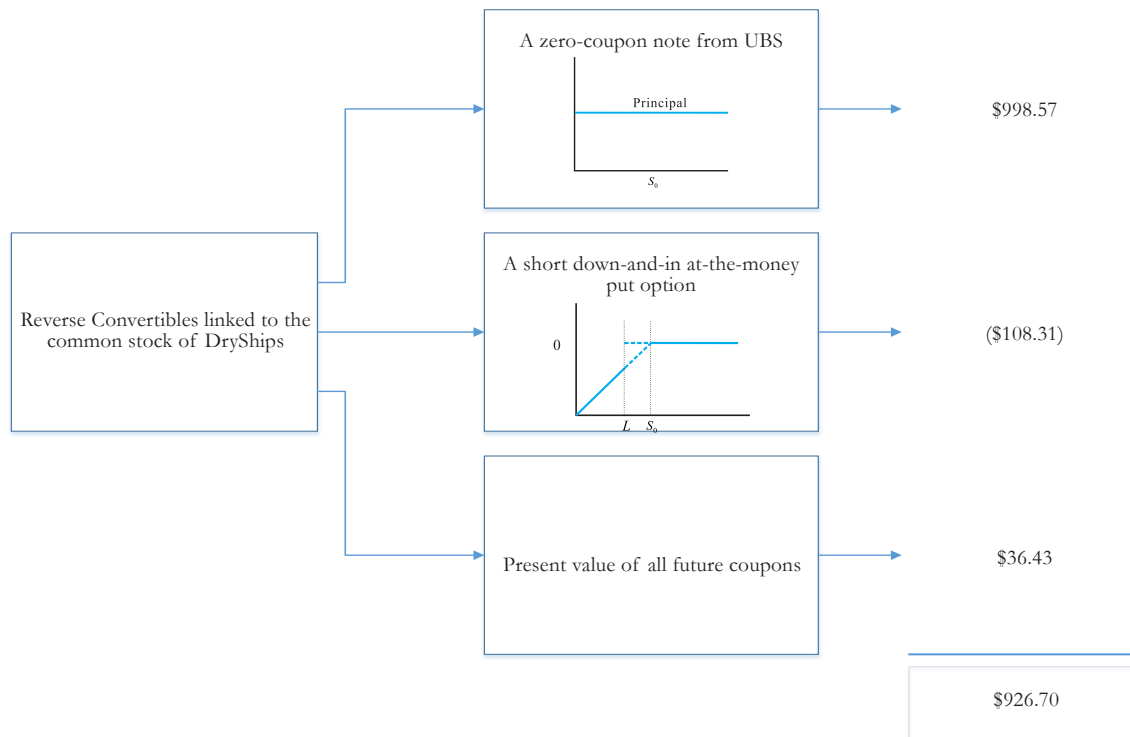 A zero-coupon note from UBS
Principal
S₀
$998.57
Reverse Convertibles linked to the
common stock of DryShips
A short down-and-in at-the-money
put option
0
L S₀
($108.31)
Present value of all future coupons
$36.43
$926.70